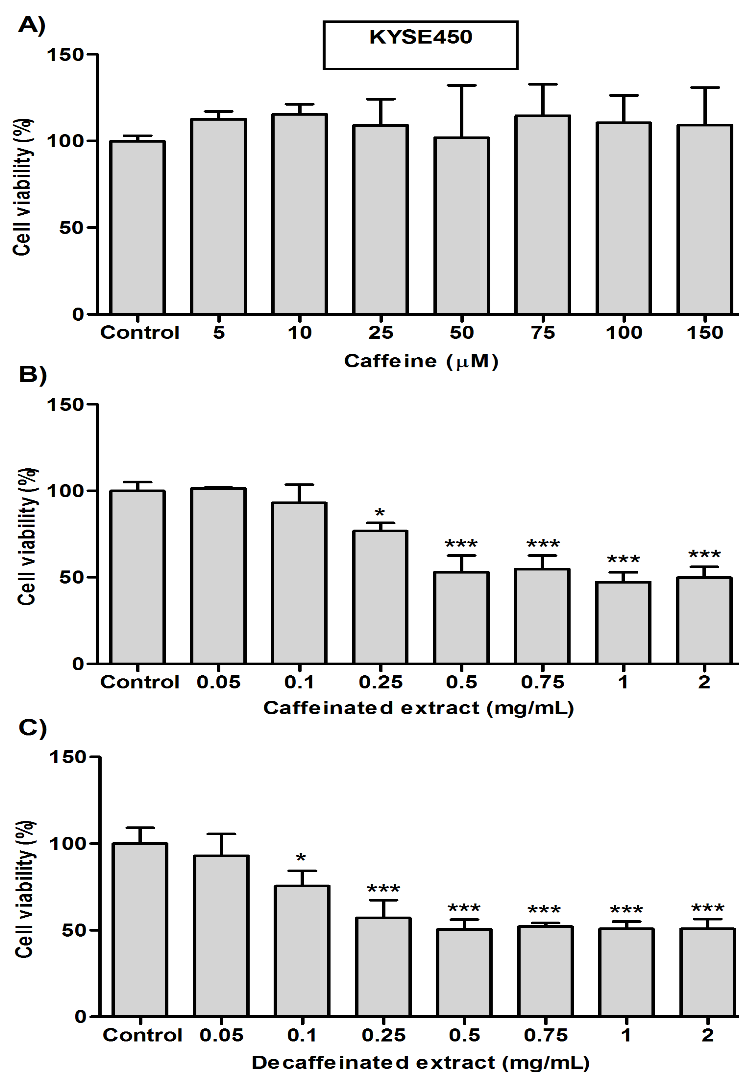 A)
KYSE450
150
100
50
0
Cell viability (%)
Control 5 10 25 50 75 100 150
Caffeine (μM)
B)
150
100
50
0
Cell viability (%)
* *** *** *** ***
Control 0.05 0.1 0.25 0.5 0.75 1 2
Caffeinated extract (mg/mL)
C)
150
100
50
0
Cell viability (%)
* *** *** *** *** ***
Control 0.05 0.1 0.25 0.5 0.75 1 2
Decaffeinated extract (mg/mL)